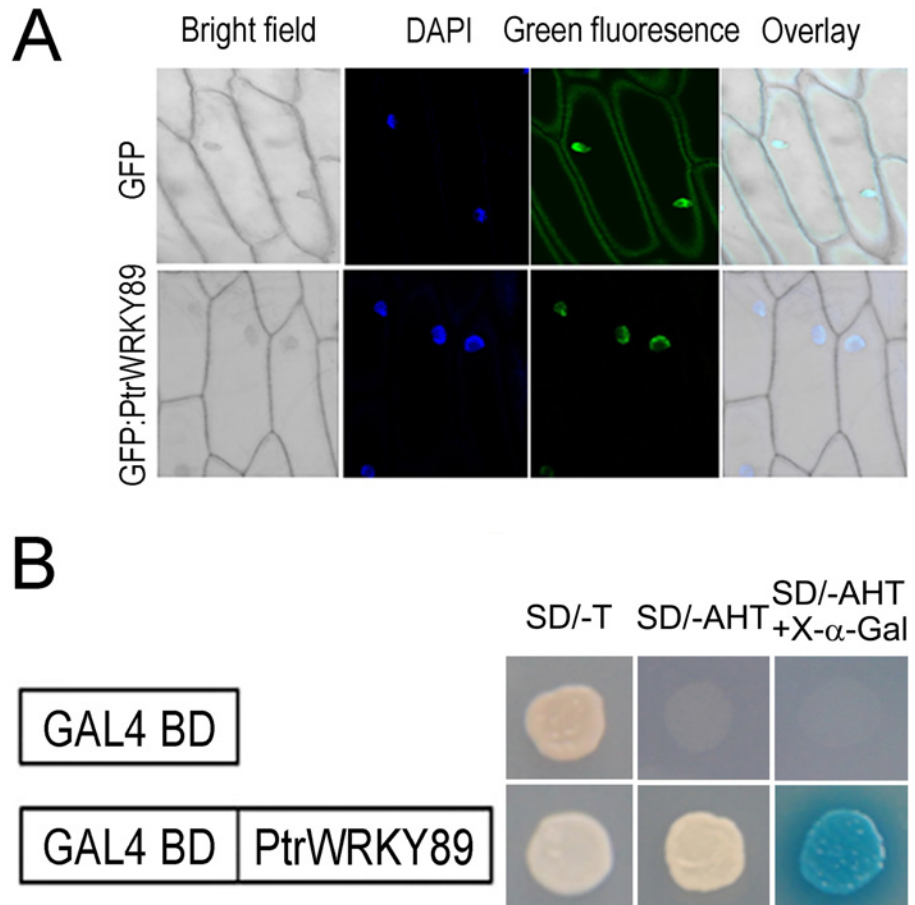 A
Bright field DAPI Green fluoresence Overlay
GFP
GFP:PtrWRKY89
B
SD/-T SD/-AHT SD/-AHT
+X-α-Gal
GAL4 BD
GAL4 BD PtrWRKY89